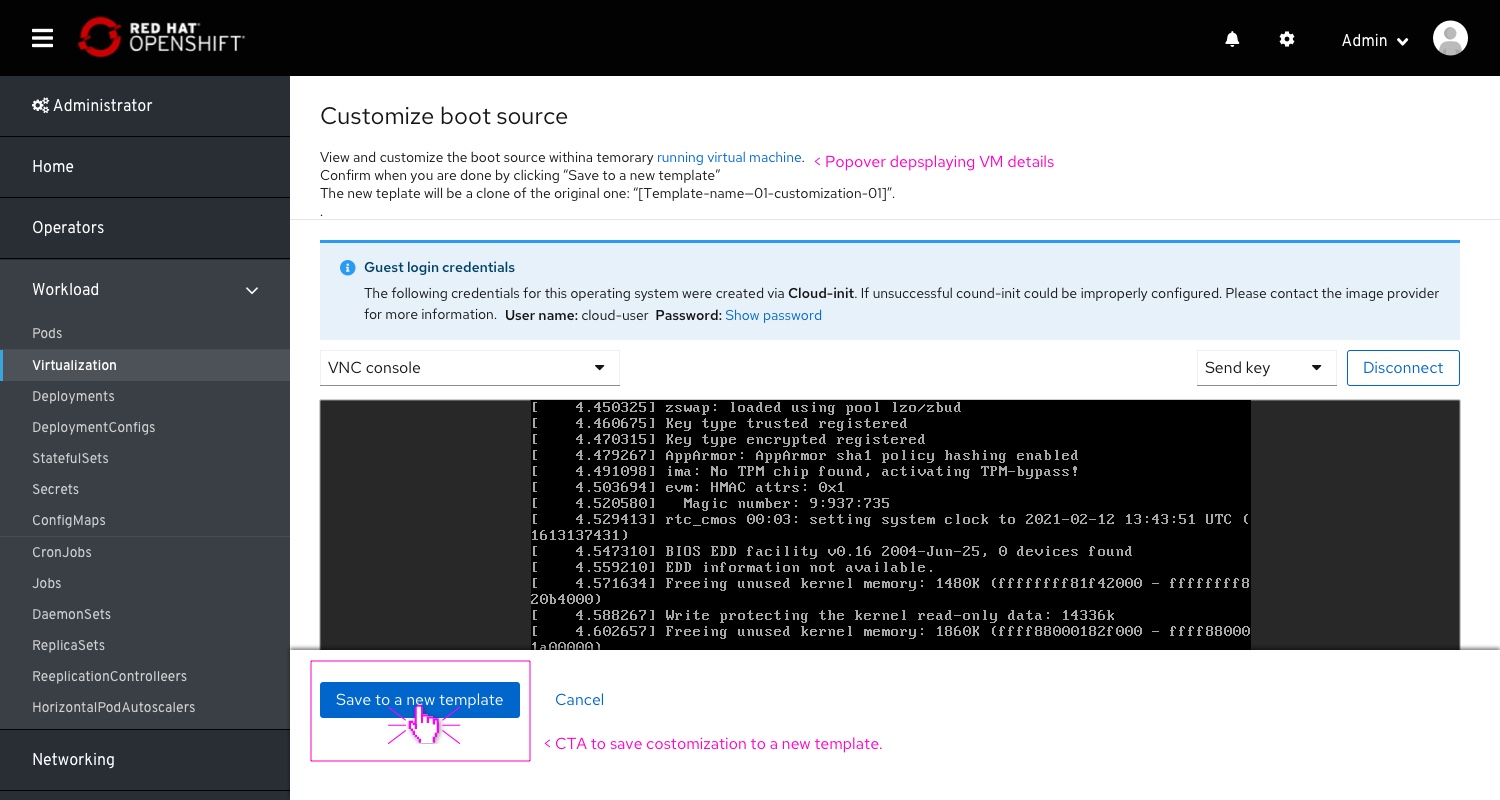 RED HAT
OPENSHIFT
Admin
Administrator
Home
Operators
Workload
Pods
Virtualization
Deployments
DeploymentConfigs
StatefulSets
Secrets
ConfigMaps
CronJobs
Jobs
DaemonSets
ReplicaSets
ReeplicationControlleers
HorizontalPodAutoscalers
Networking
Customize boot source
View and customize the boot source withina temorary running virtual machine. < Popover depsplaying VM details
Confirm when you are done by clicking “Save to a new template”
The new teplate will be a clone of the original one: “[Template-name—01-customization-01]”.
.
Guest login credentials
The following credentials for this operating system were created via Cloud-init. If unsuccessful cound-init could be improperly configured. Please contact the image provider
for more information. User name: cloud-user Password: Show password
VNC console Send key Disconnect
[    4.450325] zswap: loaded using pool lzo/zbud
[    4.460675] Key type trusted registered
[    4.470315] Key type encrypted registered
[    4.479267] AppArmor: AppArmor sha1 policy hashing enabled
[    4.491098] ima: No TPM chip found, activating TPM-bypass!
[    4.503694] evm: HMAC attrs: 0x1
[    4.520580]   Magic number: 9:937:735
[    4.529413] rtc_cmos 00:03: setting system clock to 2021-02-12 13:43:51 UTC (
1613137431)
[    4.547310] BIOS EDD facility v0.16 2004-Jun-25, 0 devices found
[    4.559210] EDD information not available.
[    4.571634] Freeing unused kernel memory: 1480K (ffffffff81f42000 - ffffffff8
20b4000)
[    4.588267] Write protecting the kernel read-only data: 14336k
[    4.602657] Freeing unused kernel memory: 1860K (ffff88000182f000 - ffff88000
1a00000)
Save to a new template Cancel
< CTA to save costomization to a new template.